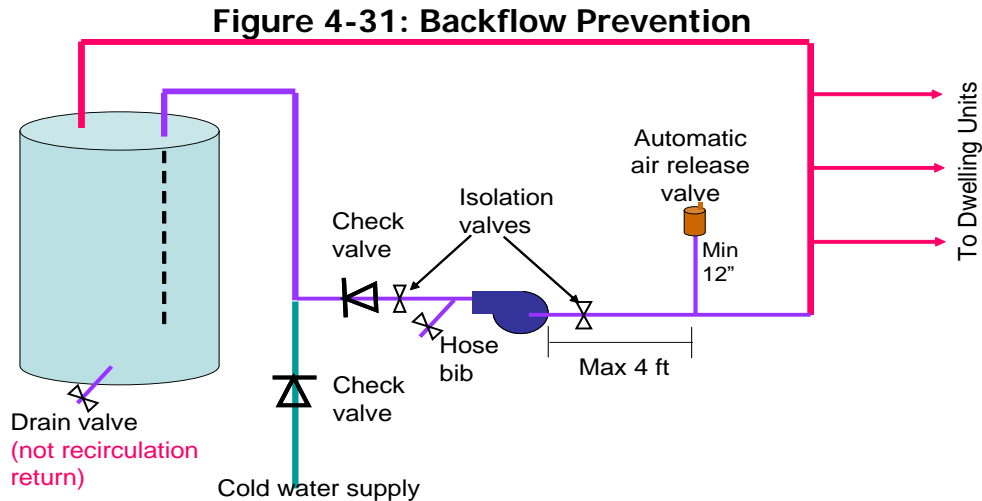 Figure 4-31: Backflow Prevention
Automatic
air release
valve
Isolation
valves
Check
valve
Min
12”
To Dwelling Units
Hose
bib
Max 4 ft
Check
valve
Drain valve
(not recirculation
return)
Cold water supply